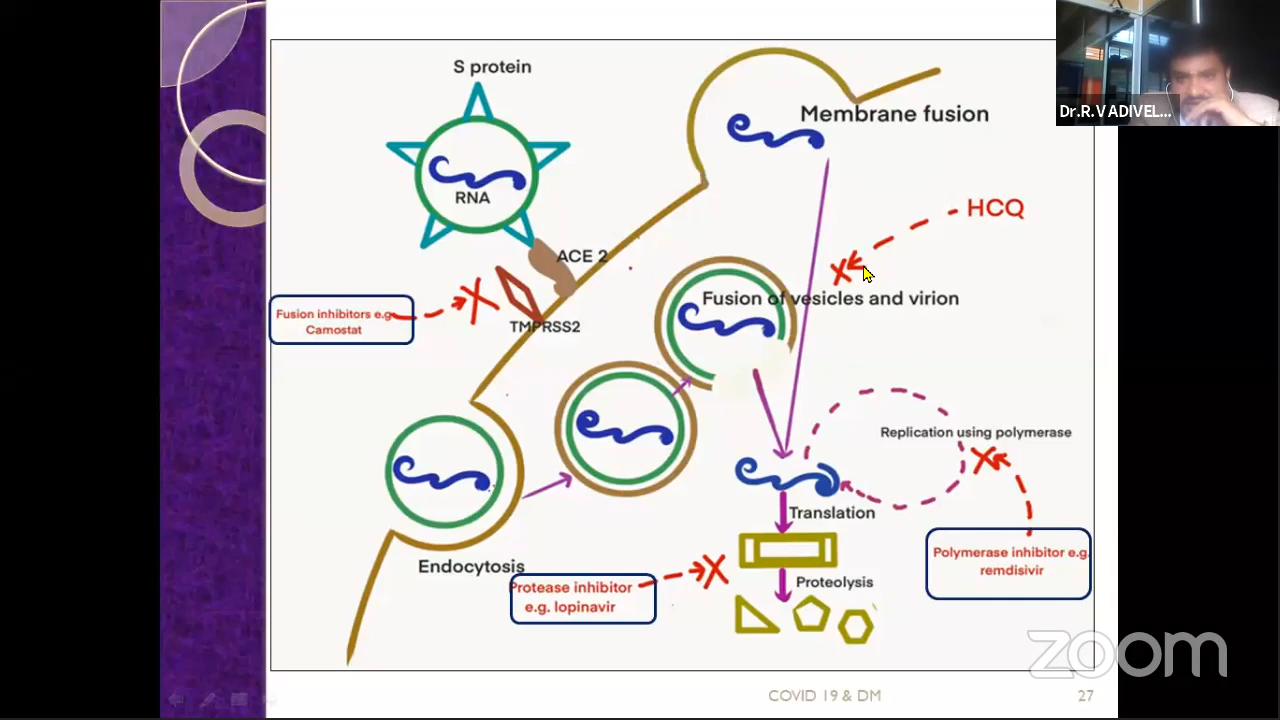 S protein
RNA
ACE 2
TMPRSS2
Fusion inhibitors e.g
Camostat
Membrane fusion
HCQ
Fusion of vesicles and virion
Replication using polymerase
Translation
Proteolysis
Endocytosis
Protease inhibitor
e.g. lopinavir
Polymerase inhibitor e.g.
remdisivir
Dr.R.VADIVEL...
zoom
COVID 19 & DM
27